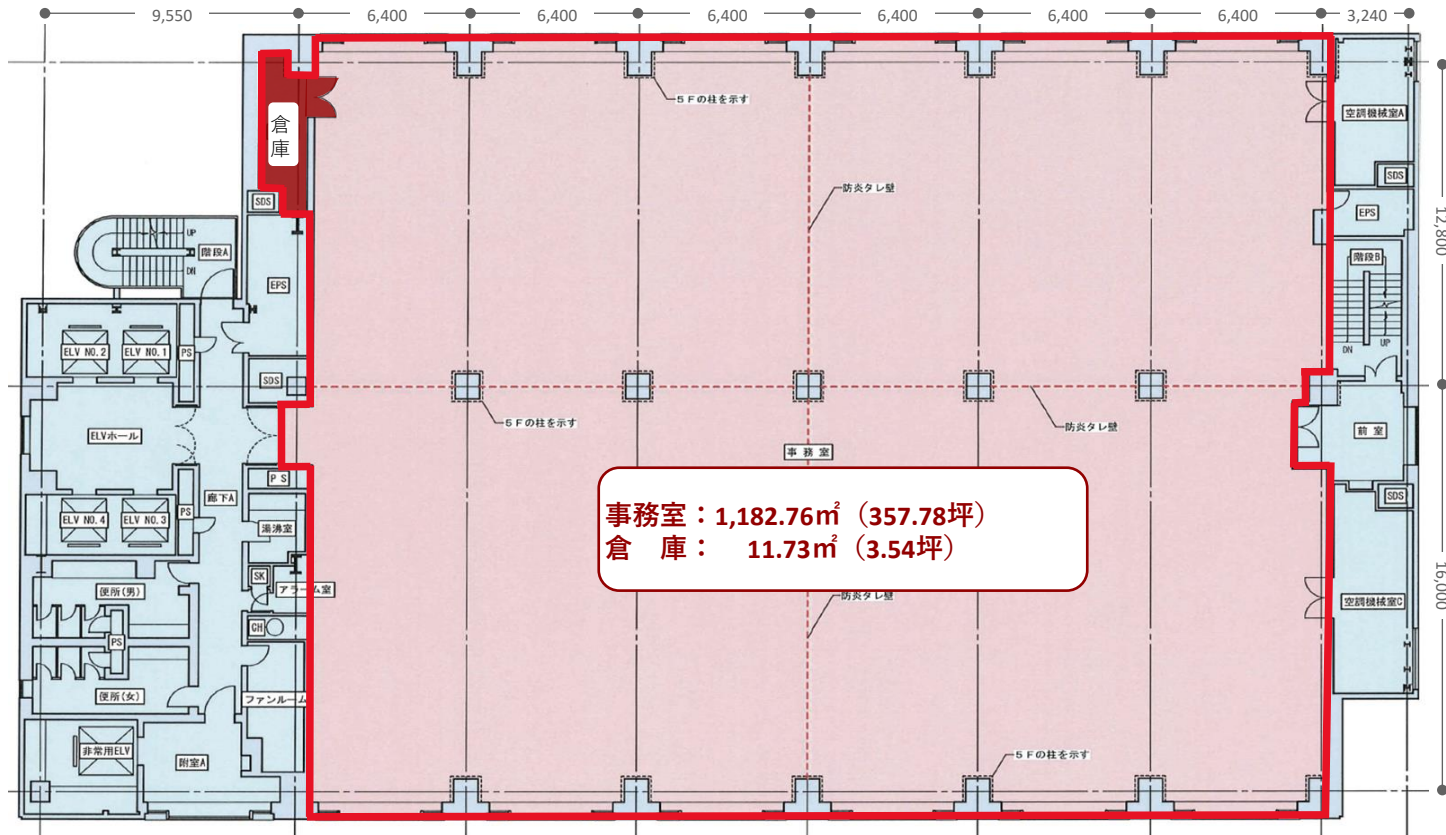 9,550
6,400
6,400
6,400
6,400
6,400
6,400
3,240
5Fの柱を示す
空調機械室A
倉
庫
SDS
防炎タレ壁
SDS
EPS
12,800
UP
階段A
DN
階段B
EPS
ELV NO.2
ELV NO.1
PS
DN
UP
SDS
5Fの柱を示す
防炎タレ壁
ELVホール
前室
事務室
PS
廊下A
SDS
ELV NO.4
ELV NO.3
PS
湯沸室
事務室：1,182.76㎡（357.78坪）
倉　庫：　11.73㎡（3.54坪）
SK
アラーム室
便所(男)
防炎タレ壁
空調機械室C
16,000
GH
PS
便所(女)
ファンルーム
非常用ELV
附室A
5Fの柱を示す